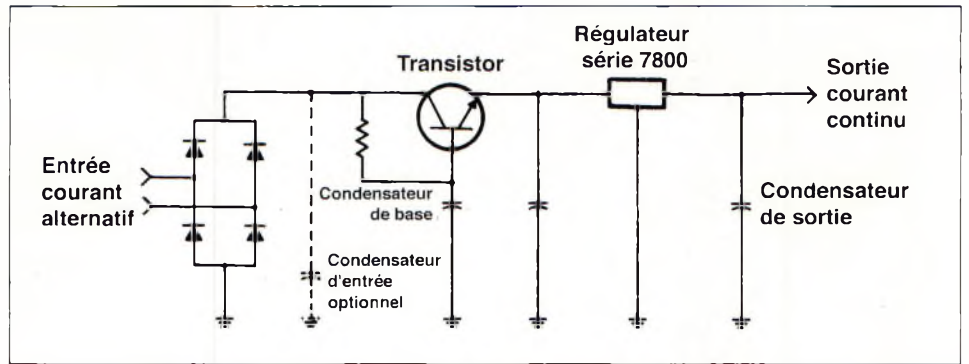 Régulateur
série 7800
Transistor
Sortie
courant
continu
Entrée
courant
alternatif
Condensateur
de base
Condensateur
de sortie
Condensateur
d'entrée
optionnel